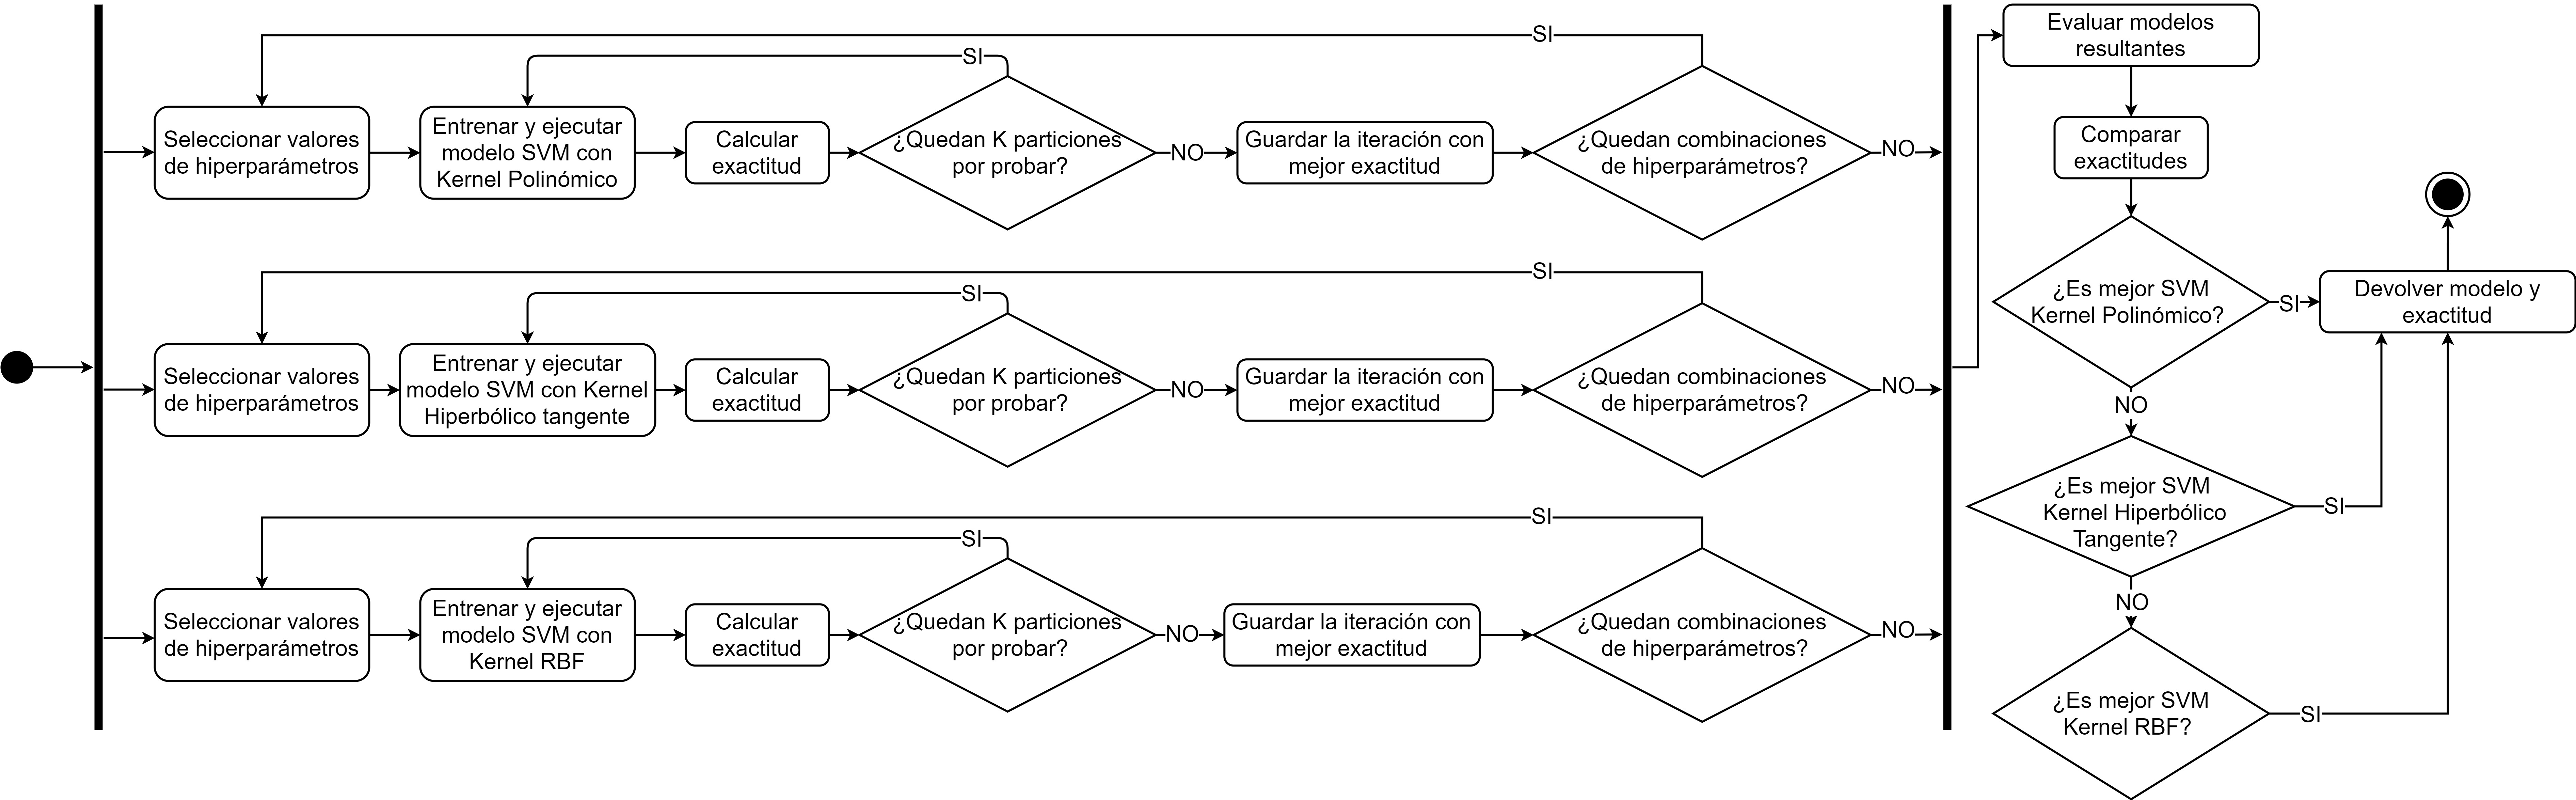 SI
SI
Seleccionar valores
de hiperparámetros
Entrenar y ejecutar
modelo SVM con
Kernel Polinómico
Calcular
exactitud
¿Quedan K particiones
por probar?
NO
Guardar la iteración con
mejor exactitud
¿Quedan combinaciones
de hiperparámetros?
NO
SI
SI
Seleccionar valores
de hiperparámetros
Entrenar y ejecutar
modelo SVM con Kernel
Hiperbólico tangente
Calcular
exactitud
¿Quedan K particiones
por probar?
NO
Guardar la iteración con
mejor exactitud
¿Quedan combinaciones
de hiperparámetros?
NO
SI
SI
Seleccionar valores
de hiperparámetros
Entrenar y ejecutar
modelo SVM con
Kernel RBF
Calcular
exactitud
¿Quedan K particiones
por probar?
NO
Guardar la iteración con
mejor exactitud
¿Quedan combinaciones
de hiperparámetros?
NO
Evaluar modelos
resultantes
Comparar
exactitudes
¿Es mejor SVM
Kernel Polinómico?
SI
Devolver modelo y
exactitud
NO
¿Es mejor SVM
Kernel Hiperbólico
Tangente?
SI
NO
¿Es mejor SVM
Kernel RBF?
SI